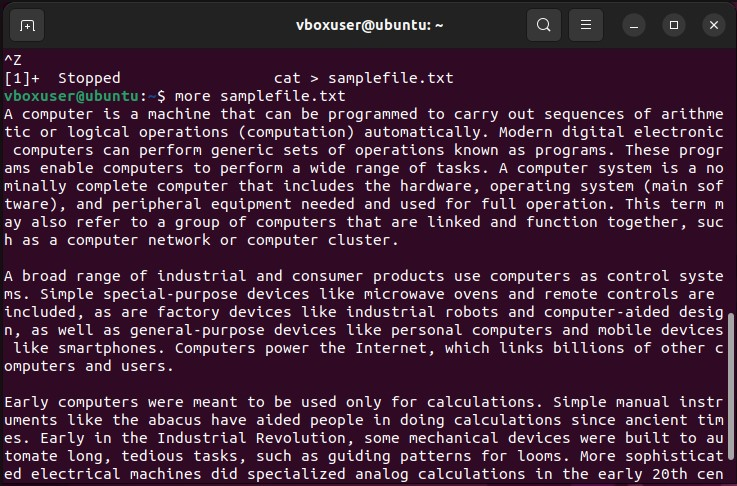 vboxuser@ubuntu: ~
^Z
[1]+  Stopped                 cat > samplefile.txt
vboxuser@ubuntu:~$ more samplefile.txt
A computer is a machine that can be programmed to carry out sequences of arithme
tic or logical operations (computation) automatically. Modern digital electronic
 computers can perform generic sets of operations known as programs. These progr
ams enable computers to perform a wide range of tasks. A computer system is a no
minally complete computer that includes the hardware, operating system (main sof
tware), and peripheral equipment needed and used for full operation. This term m
ay also refer to a group of computers that are linked and function together, suc
h as a computer network or computer cluster.

A broad range of industrial and consumer products use computers as control syste
ms. Simple special-purpose devices like microwave ovens and remote controls are
included, as are factory devices like industrial robots and computer-aided desig
n, as well as general-purpose devices like personal computers and mobile devices
 like smartphones. Computers power the Internet, which links billions of other c
omputers and users.

Early computers were meant to be used only for calculations. Simple manual instr
uments like the abacus have aided people in doing calculations since ancient tim
es. Early in the Industrial Revolution, some mechanical devices were built to au
tomate long, tedious tasks, such as guiding patterns for looms. More sophisticat
ed electrical machines did specialized analog calculations in the early 20th cen